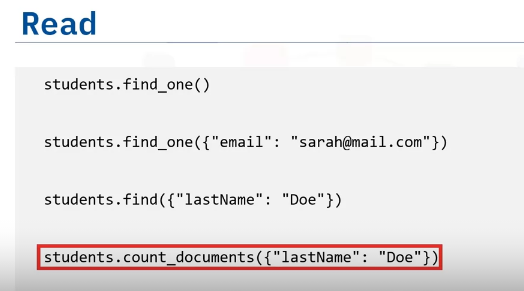 Read
students.find_one()
students.find_one({"email": "sarah@mail.com"})
students.find({"lastName": "Doe"})
students.count_documents({"lastName": "Doe"})